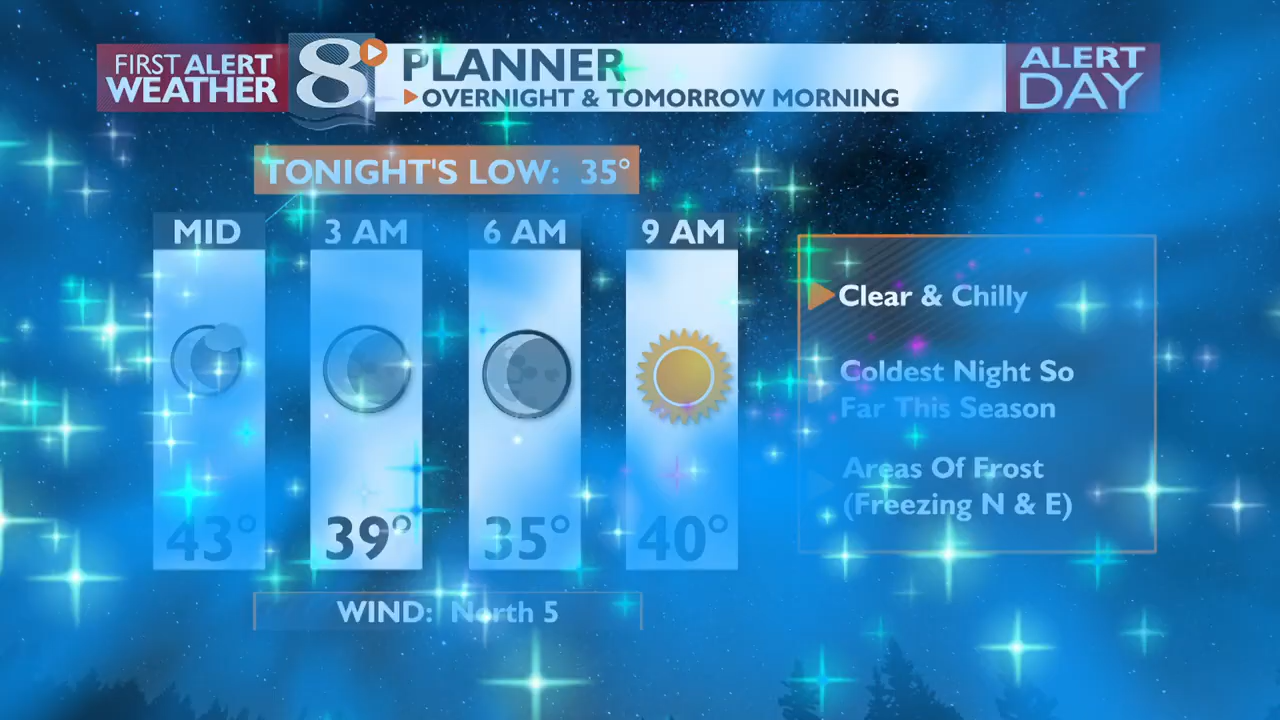 FIRST ALERT
WEATHER
8
PLANNER
OVERNIGHT & TOMORROW MORNING
ALERT
DAY
TONIGHT'S LOW: 35°
MID 3 AM 6 AM 9 AM
43° 39° 35° 40°
WIND: North 5
Clear & Chilly
Coldest Night So
Far This Season
Areas Of Frost
(Freezing N & E)